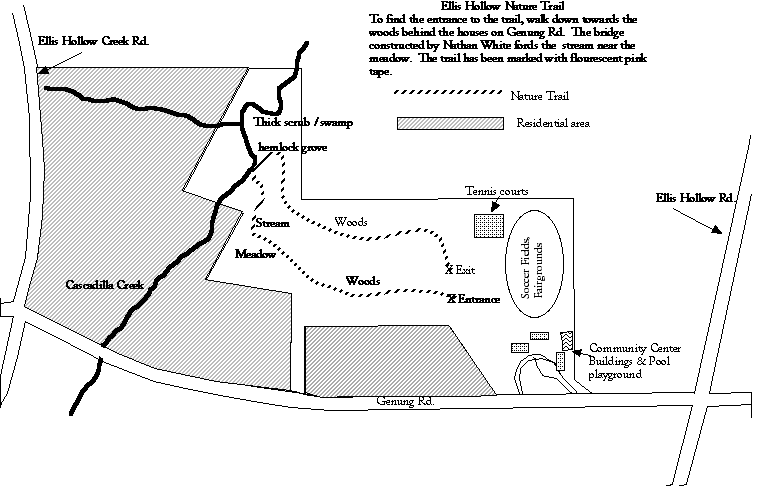 Ellis Hollow Nature Trail
To find the entrance to the trail, walk down towards the
woods behind the houses on Genung Rd. The bridge
constructed by Nathan White fords the stream near the
meadow. The trail has been marked with flourescent pink
tape.
Ellis Hollow Creek Rd.
Nature Trail
Thick scrub / swamp
Residential area
hemlock grove
Tennis courts
Ellis Hollow Rd.
Stream
Woods
Meadow
X Exit
Soccer Fields,
Fairgrounds
Cascadilla Creek
Woods
X Entrance
Community Center
Buildings & Pool
playground
Genung Rd.